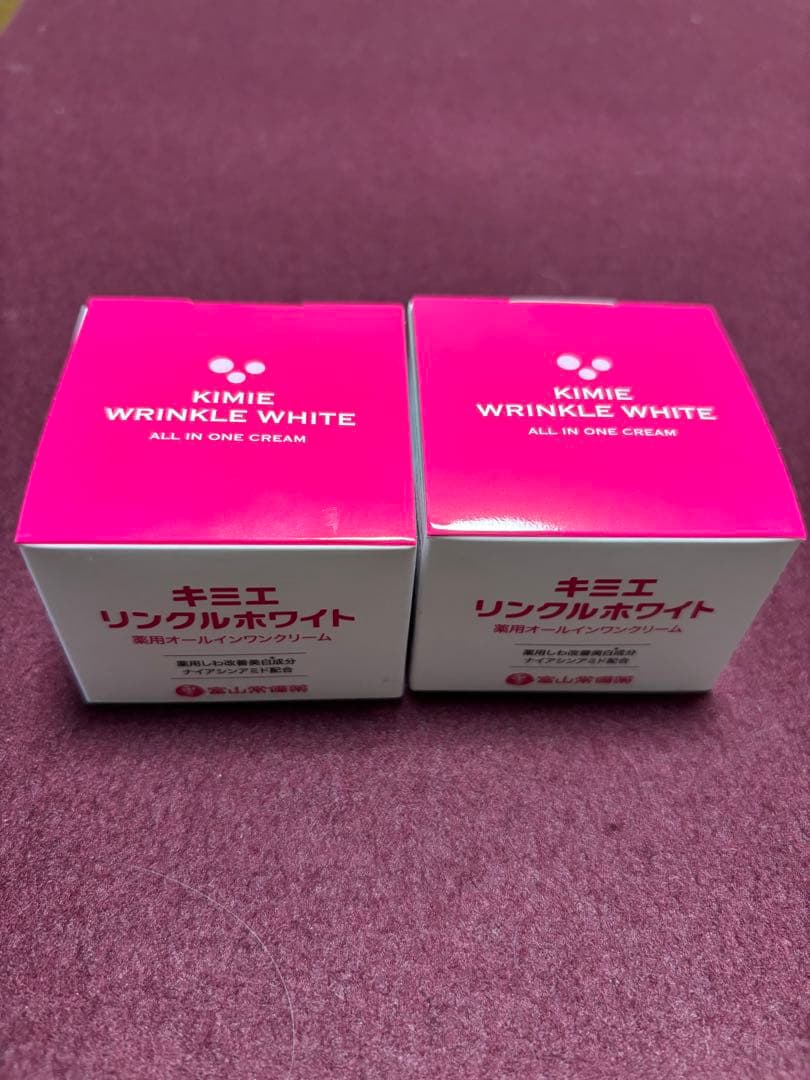 KIMIE
WRINKLE WHITE
ALL IN ONE CREAM
キミエ
リンクルホワイト
薬用オールインワンクリーム
薬用しわ改善美白*成分
ナイアシンアミド配合
富山常備薬
KIMIE
WRINKLE WHITE
ALL IN ONE CREAM
キミエ
リンクルホワイト
薬用オールインワンクリーム
薬用しわ改善美白*成分
ナイアシンアミド配合
富山常備薬